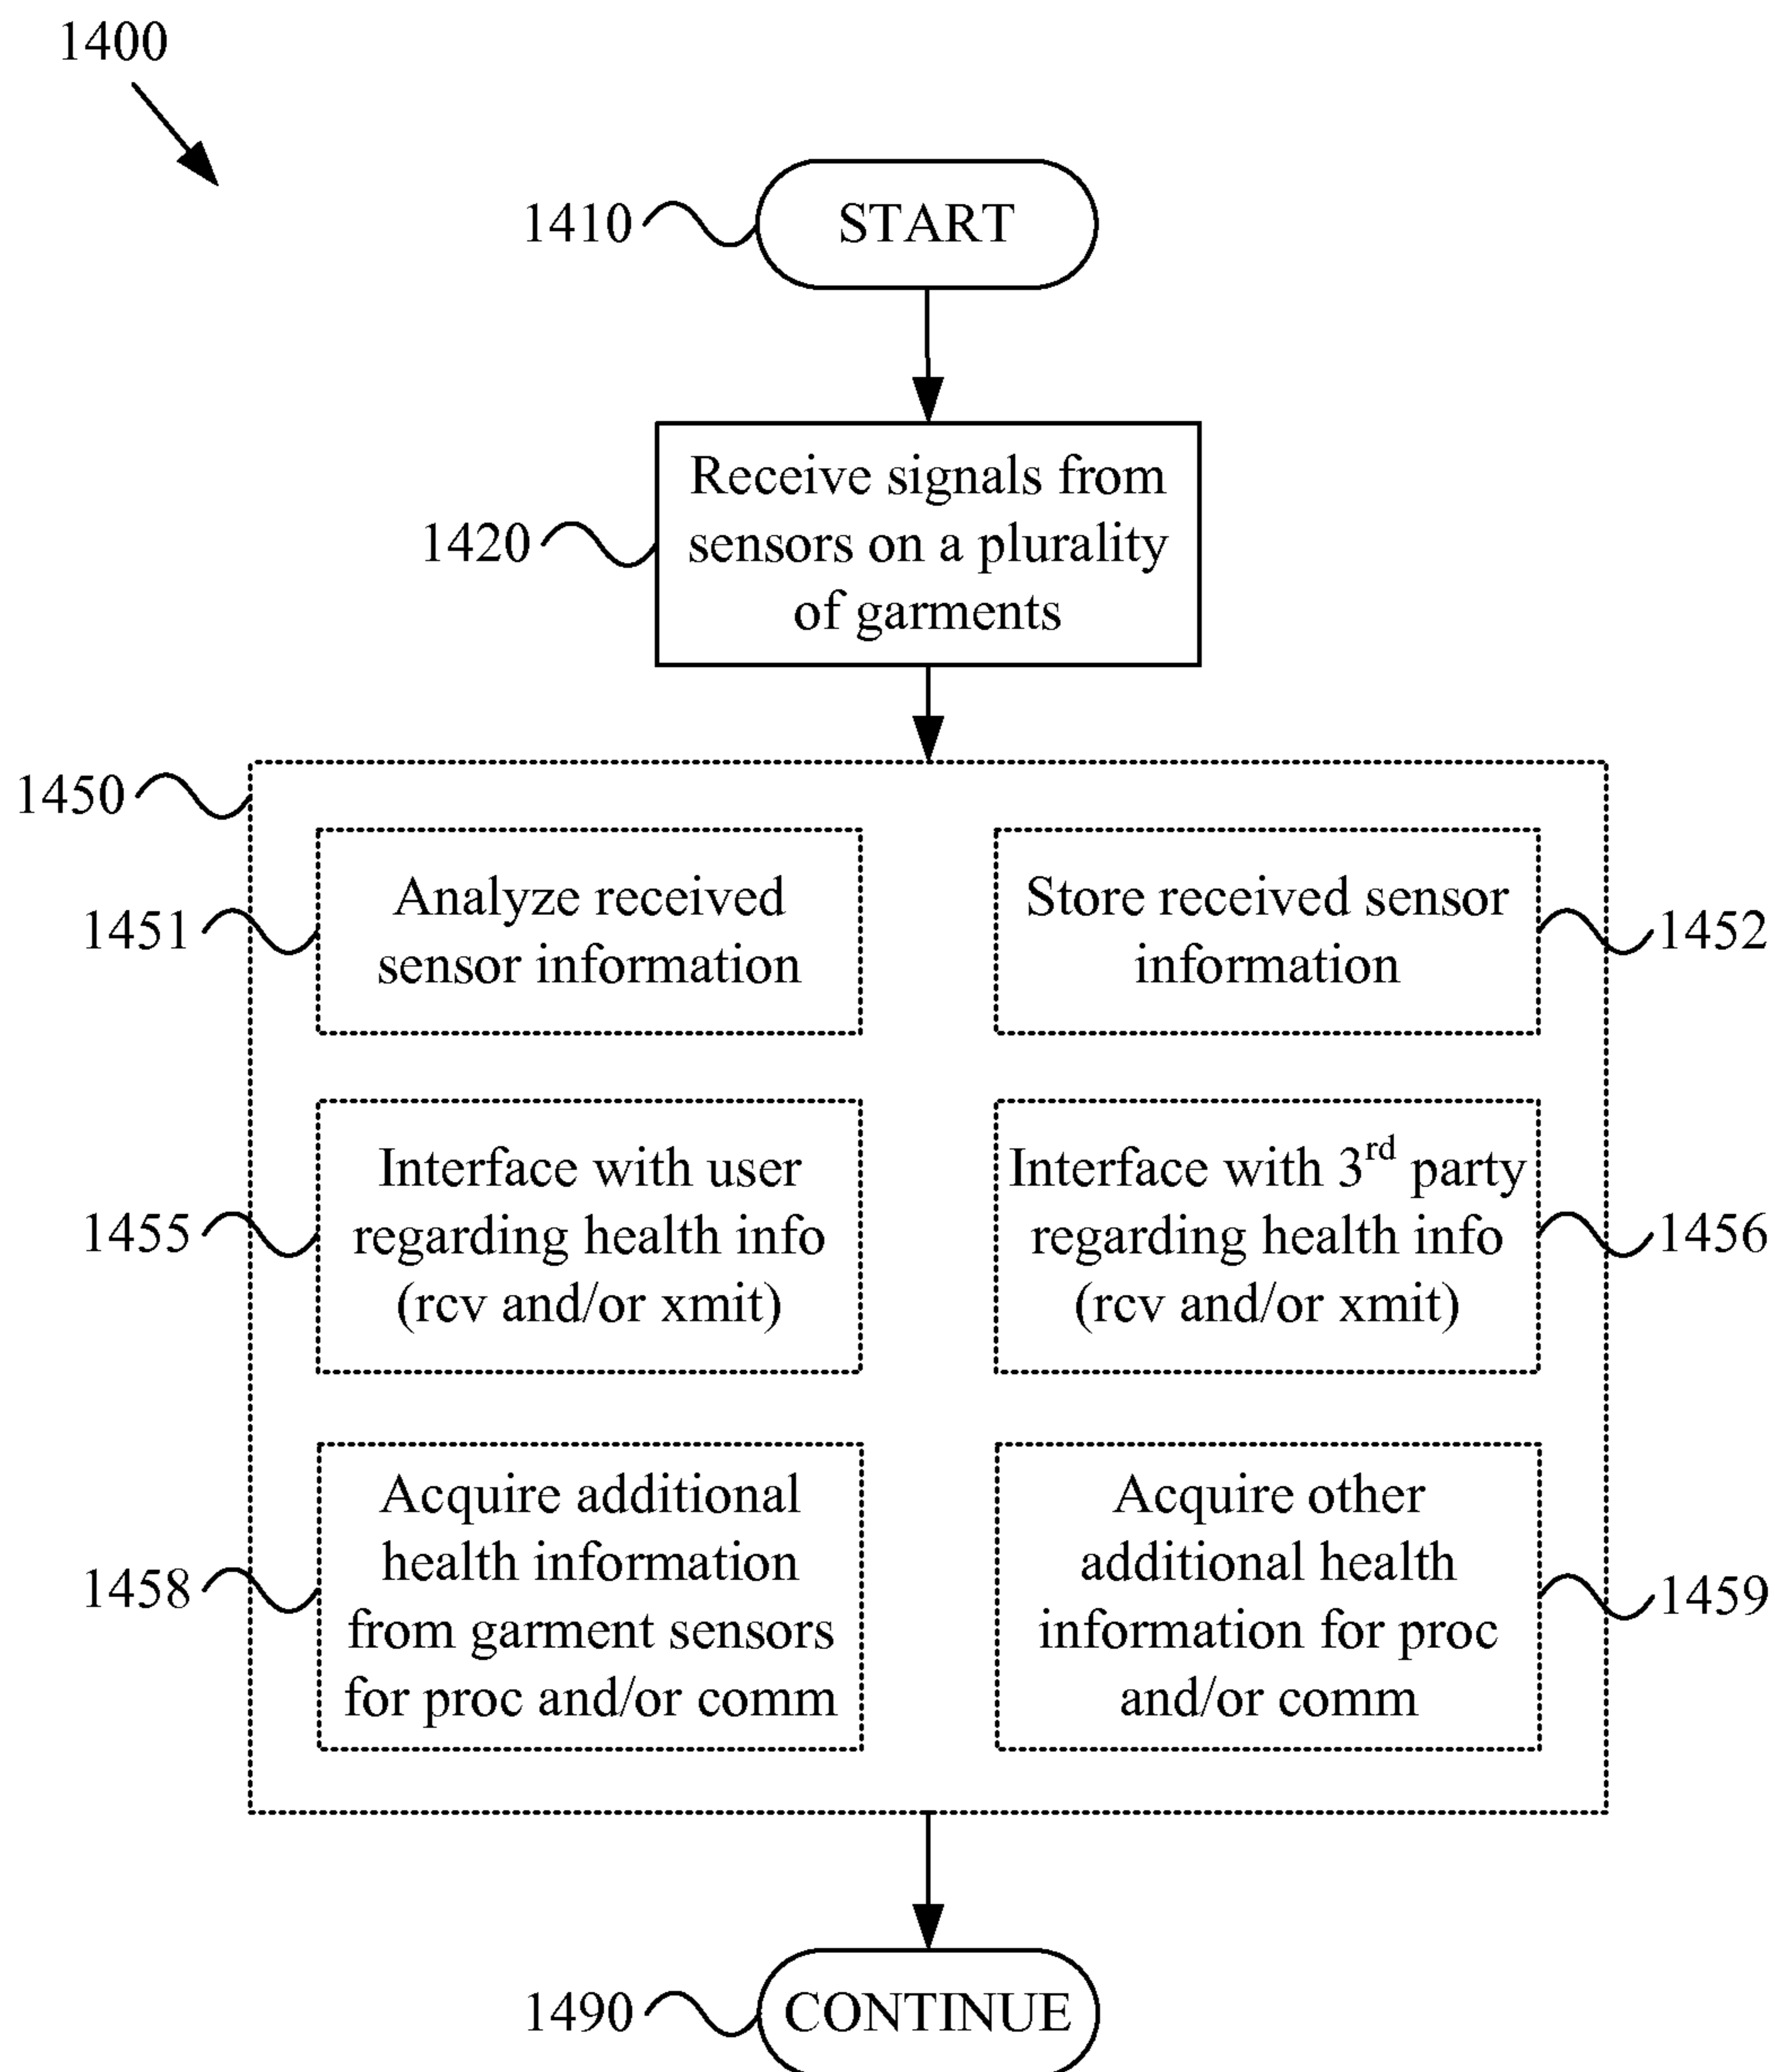 1400
1410
START
1420
Receive signals from
sensors on a plurality
of garments
1450
1451
Analyze received
sensor information
Store received sensor
information
1452
1455
Interface with user
regarding health info
(rcv and/or xmit)
Interface with 3rd party
regarding health info
(rcv and/or xmit)
1456
1458
Acquire additional
health information
from garment sensors
for proc and/or comm
Acquire other
additional health
information for proc
and/or comm
1459
1490
CONTINUE